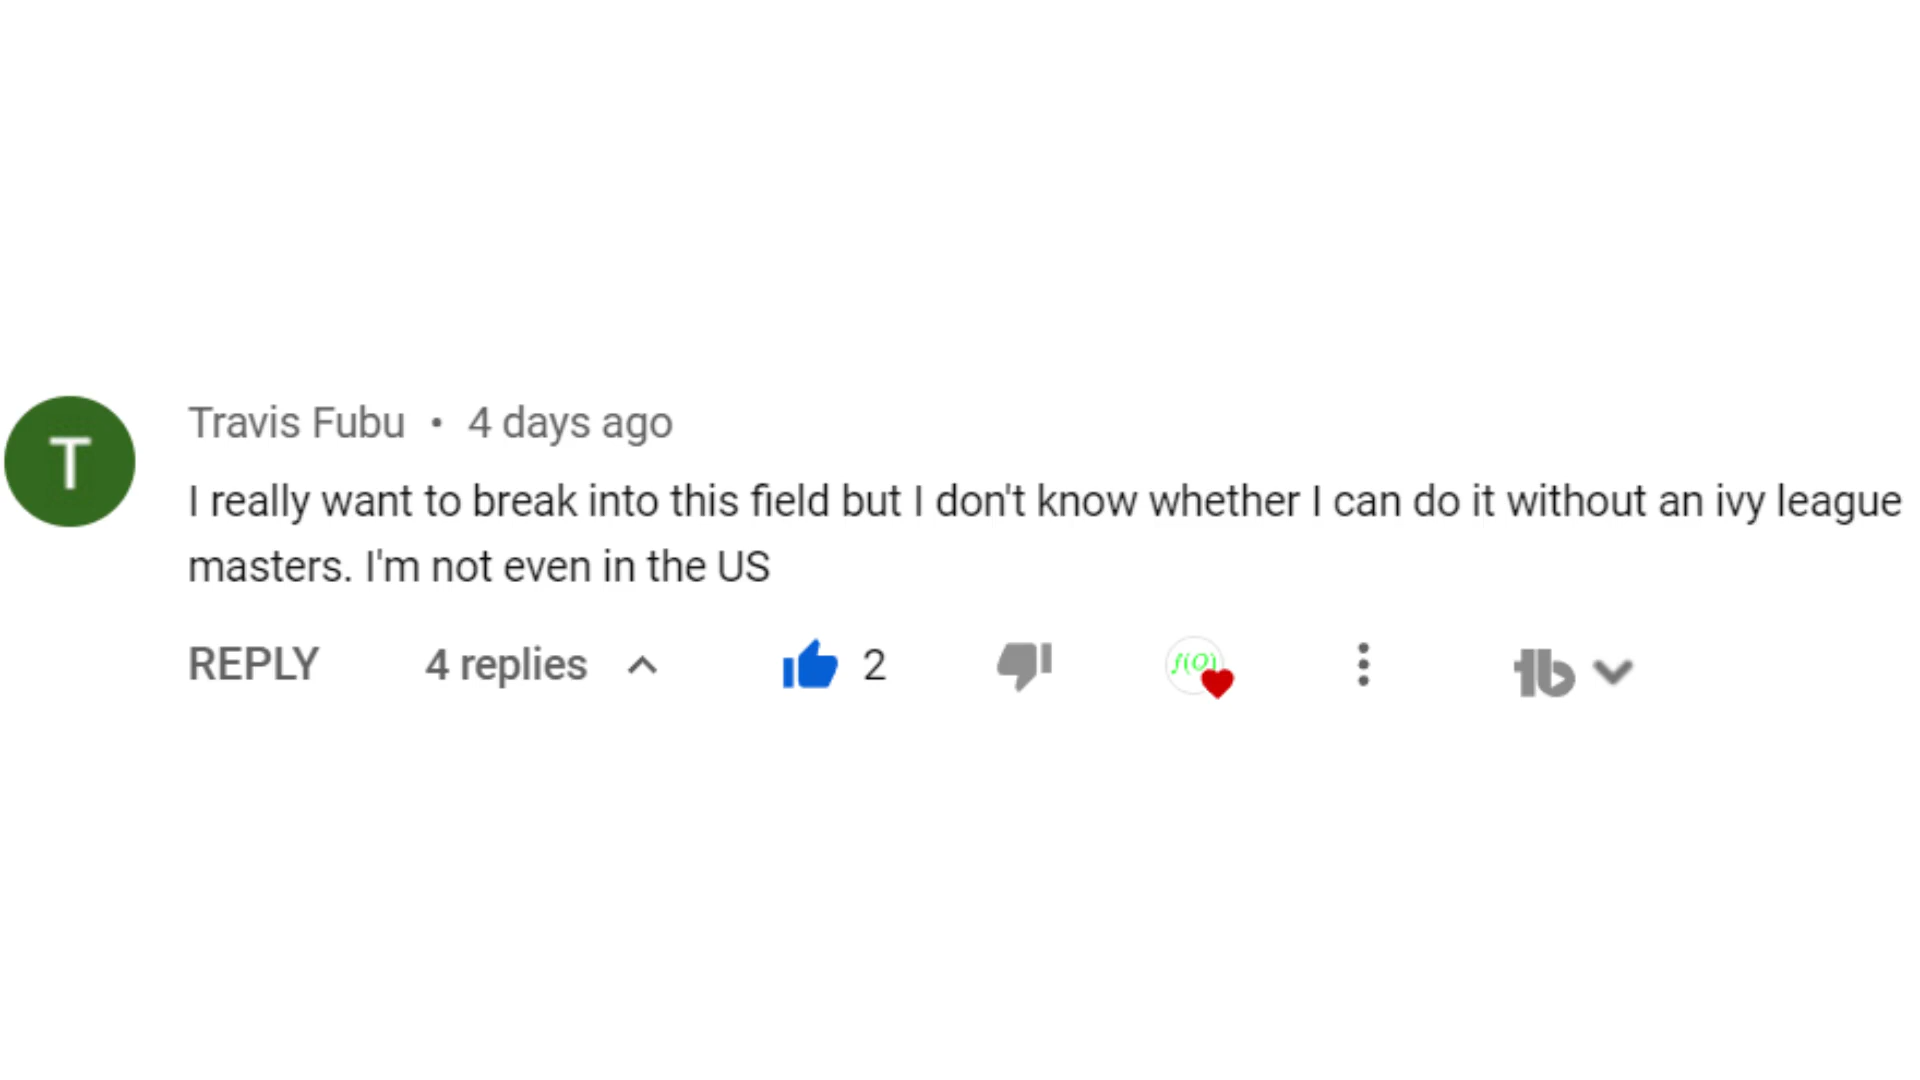 T
Travis Fubu • 4 days ago
I really want to break into this field but I don't know whether I can do it without an ivy league
masters. I'm not even in the US
REPLY 4 replies 2 f(Q) tb